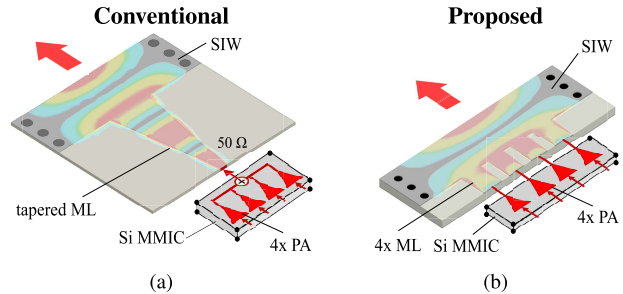 Conventional
Proposed
SIW
50 Ω
tapered ML
Si MMIC
4x PA
(a)
SIW
4x ML
Si MMIC
4x PA
(b)